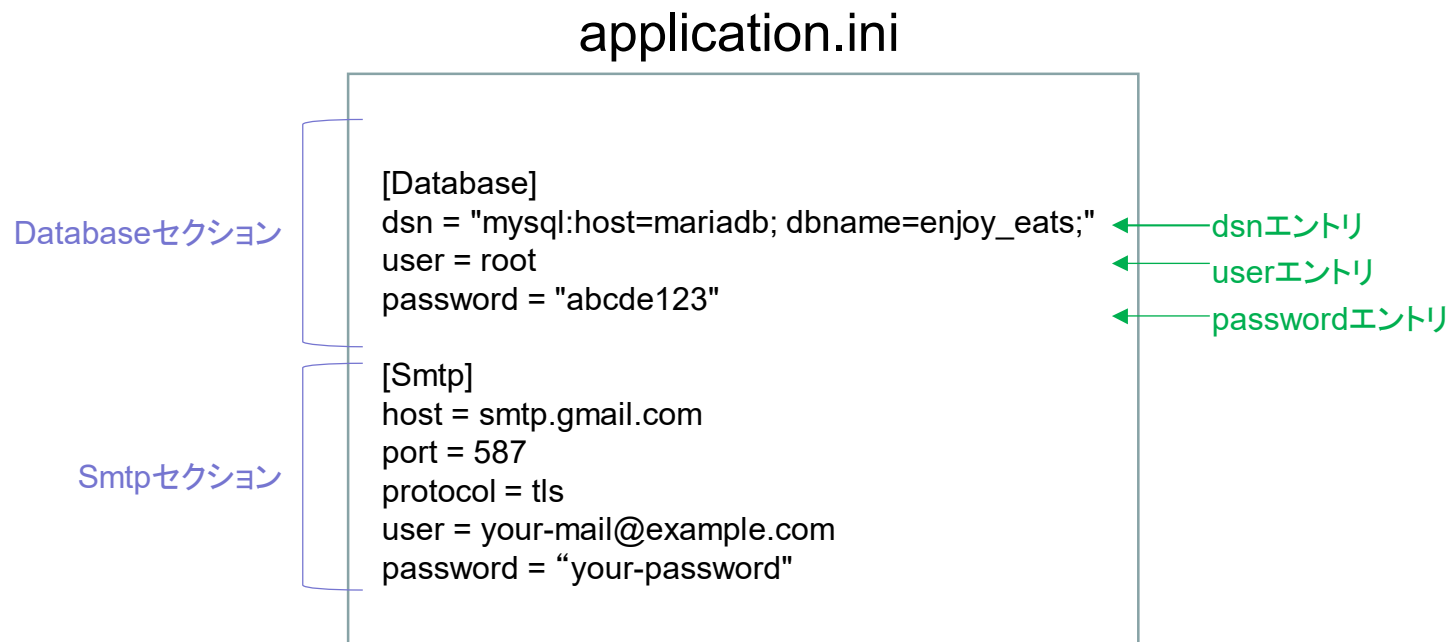 application.ini
[Database]
dsn = "mysql:host=mariadb; dbname=enjoy_eats;"
user = root
password = "abcde123"
[Smtp]
host = smtp.gmail.com
port = 587
protocol = tls
user = your-mail@example.com
password = “your-password"
Databaseセクション
Smtpセクション
dsnエントリ
userエントリ
passwordエントリ